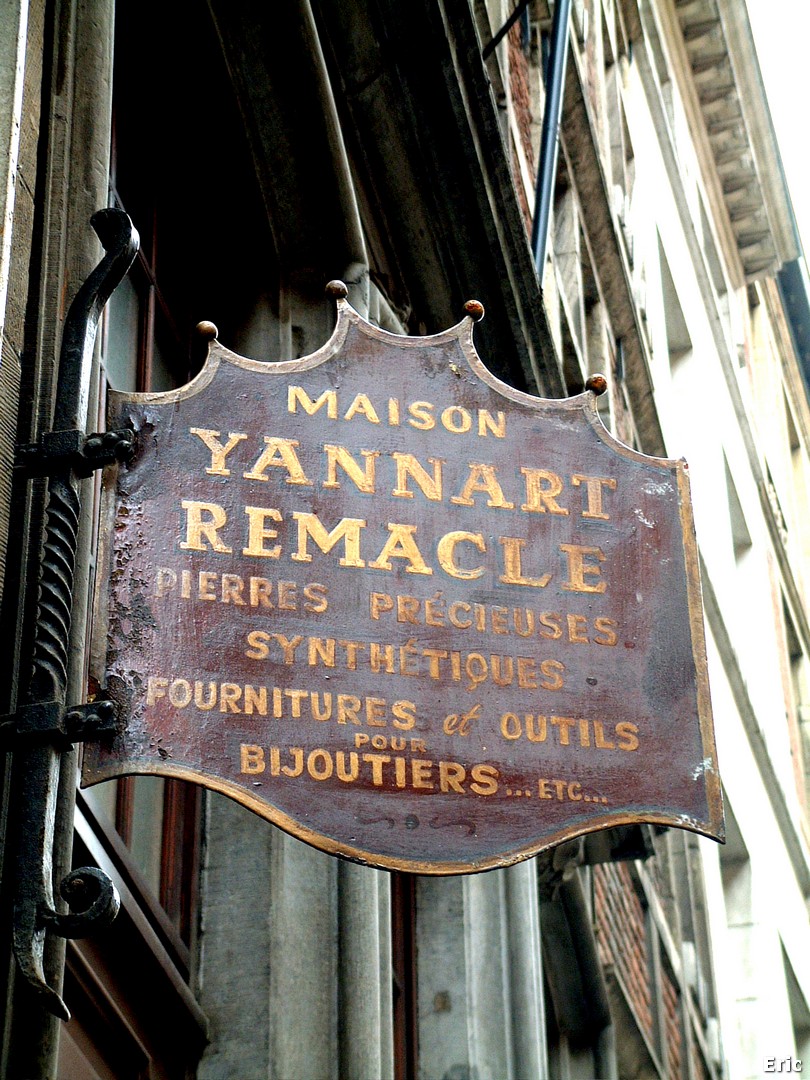 MAISON
YANNART
REMACLE
PIERRES PRÉCIEUSES
SYNTHÉTIQUES
FOURNITURES et OUTILS
POUR
BIJOUTIERS...ETC...
Eric